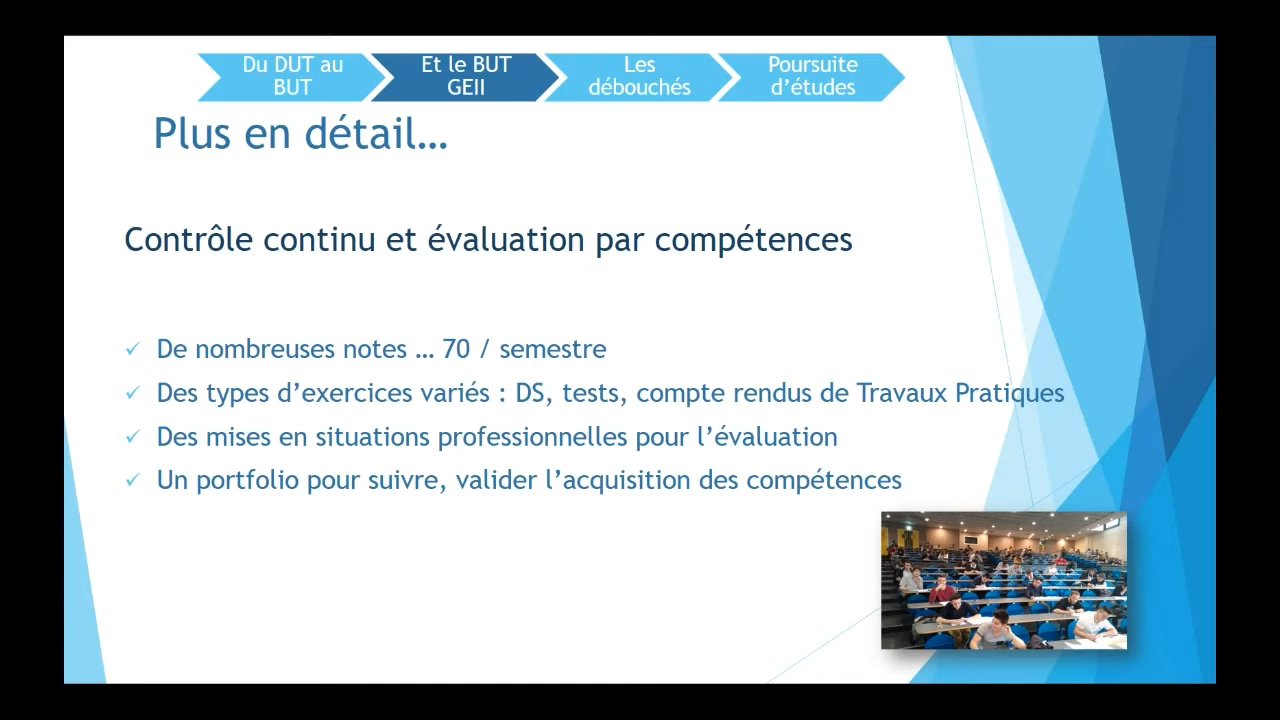 Du DUT au
BUT
Et le BUT
GEII
Les
débouchés
Poursuite
d’études
Plus en détail…
Contrôle continu et évaluation par compétences
✓ De nombreuses notes … 70 / semestre
✓ Des types d’exercices variés : DS, tests, compte rendus de Travaux Pratiques
✓ Des mises en situations professionnelles pour l’évaluation
✓ Un portfolio pour suivre, valider l’acquisition des compétences